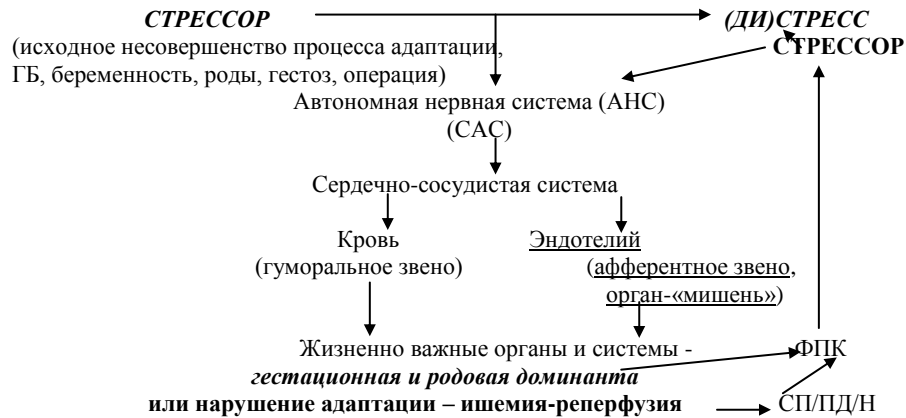 СТРЕССОР (ДИ)СТРЕСС
(исходное несовершенство процесса адаптации, СТРЕССОР
ГБ, беременность, роды, гестоз, операция)
Автономная нервная система (АНС)
(САС)
Сердечно-сосудистая система
Кровь Эндотелий
(гуморальное звено) (афферентное звено,
орган-«мишень»)
Жизненно важные органы и системы - ФПК
гестационная и родовая доминанта
или нарушение адаптации – ишемия-реперфузия СП/ПД/Н